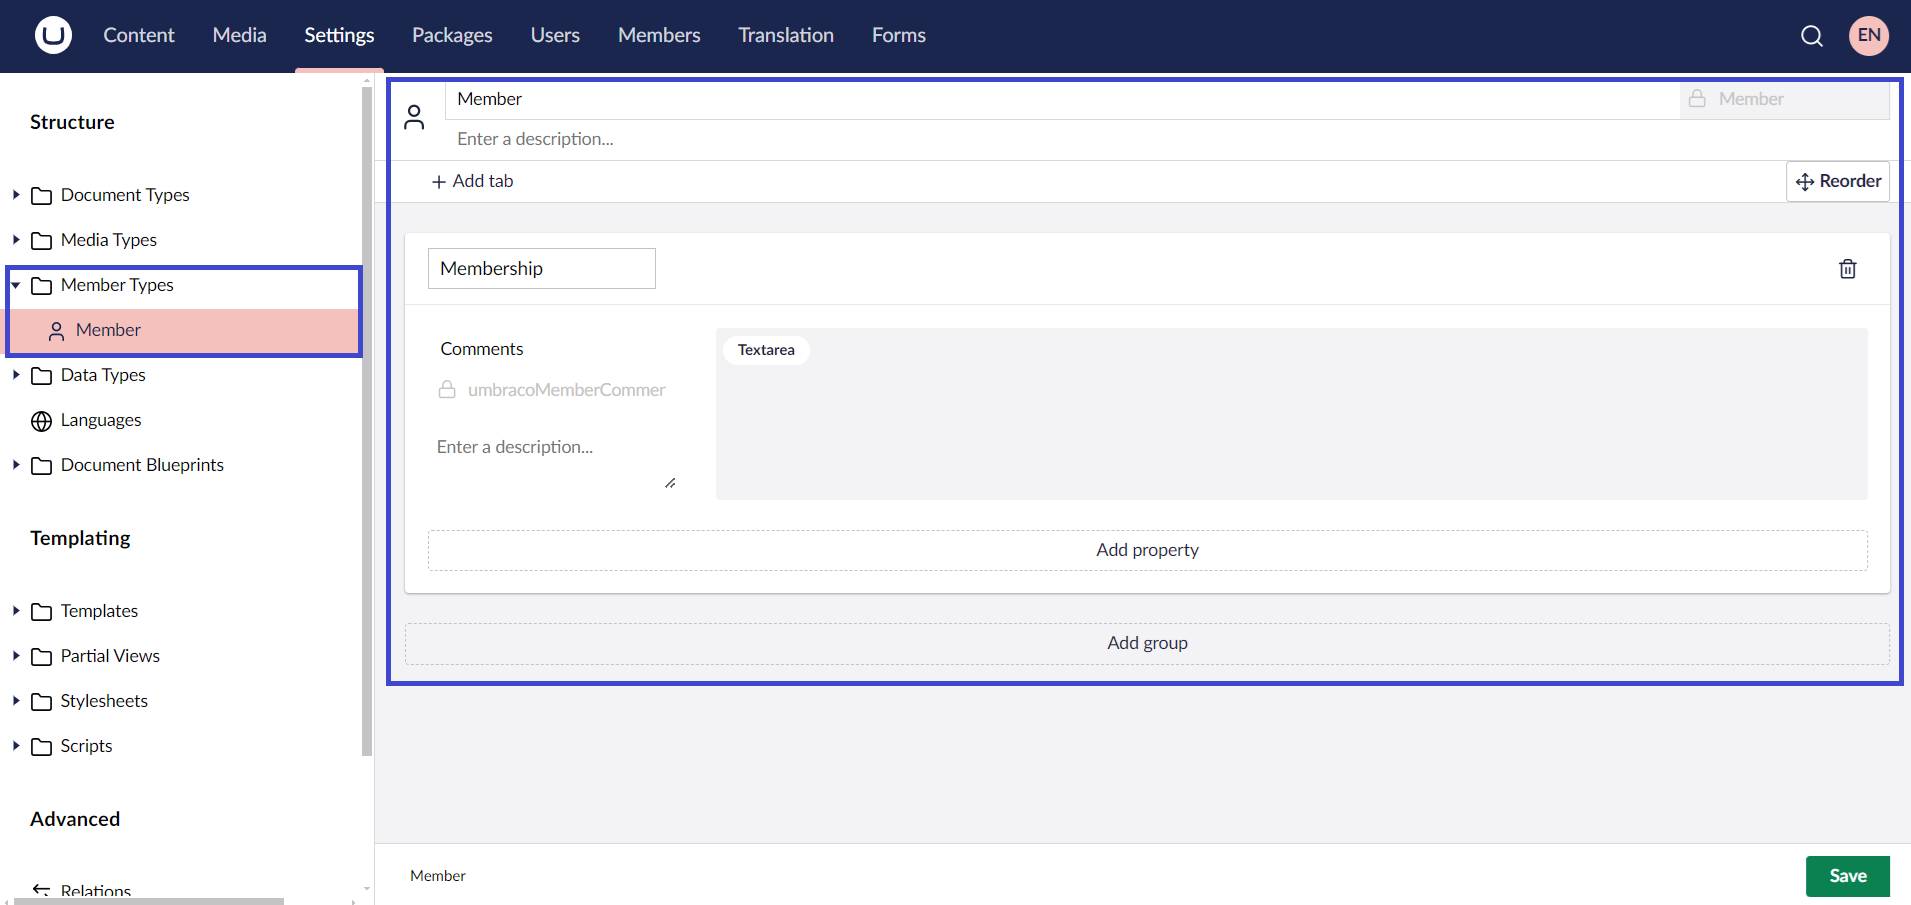 Content Media Settings Packages Users Members Translation Forms EN
Structure
Document Types
Media Types
Member Types
Member
Data Types
Languages
Document Blueprints
Templating
Templates
Partial Views
Stylesheets
Scripts
Advanced
Relations
Member Member
Enter a description...
Add tab Reorder
Membership
Comments Textarea
umbracoMemberCommer
Enter a description...
Add property
Add group
Member Save